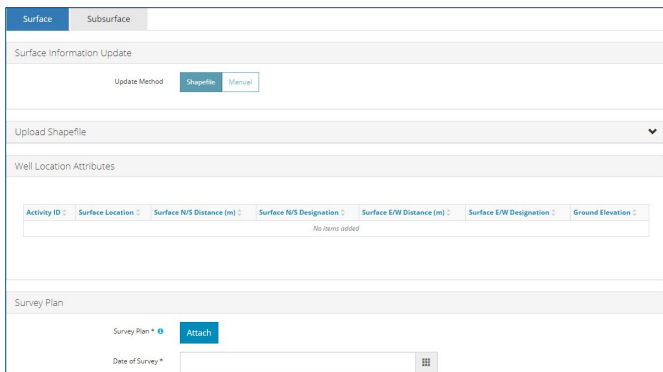 Surface Subsurface
Surface Information Update
Update Method Shapefile Manual
Upload Shapefile
Well Location Attributes
Activity ID Surface Location Surface N/S Distance (m) Surface N/S Designation Surface E/W Distance (m) Surface E/W Designation Ground Elevation
No items added
Survey Plan
Survey Plan * Attach
Date of Survey *